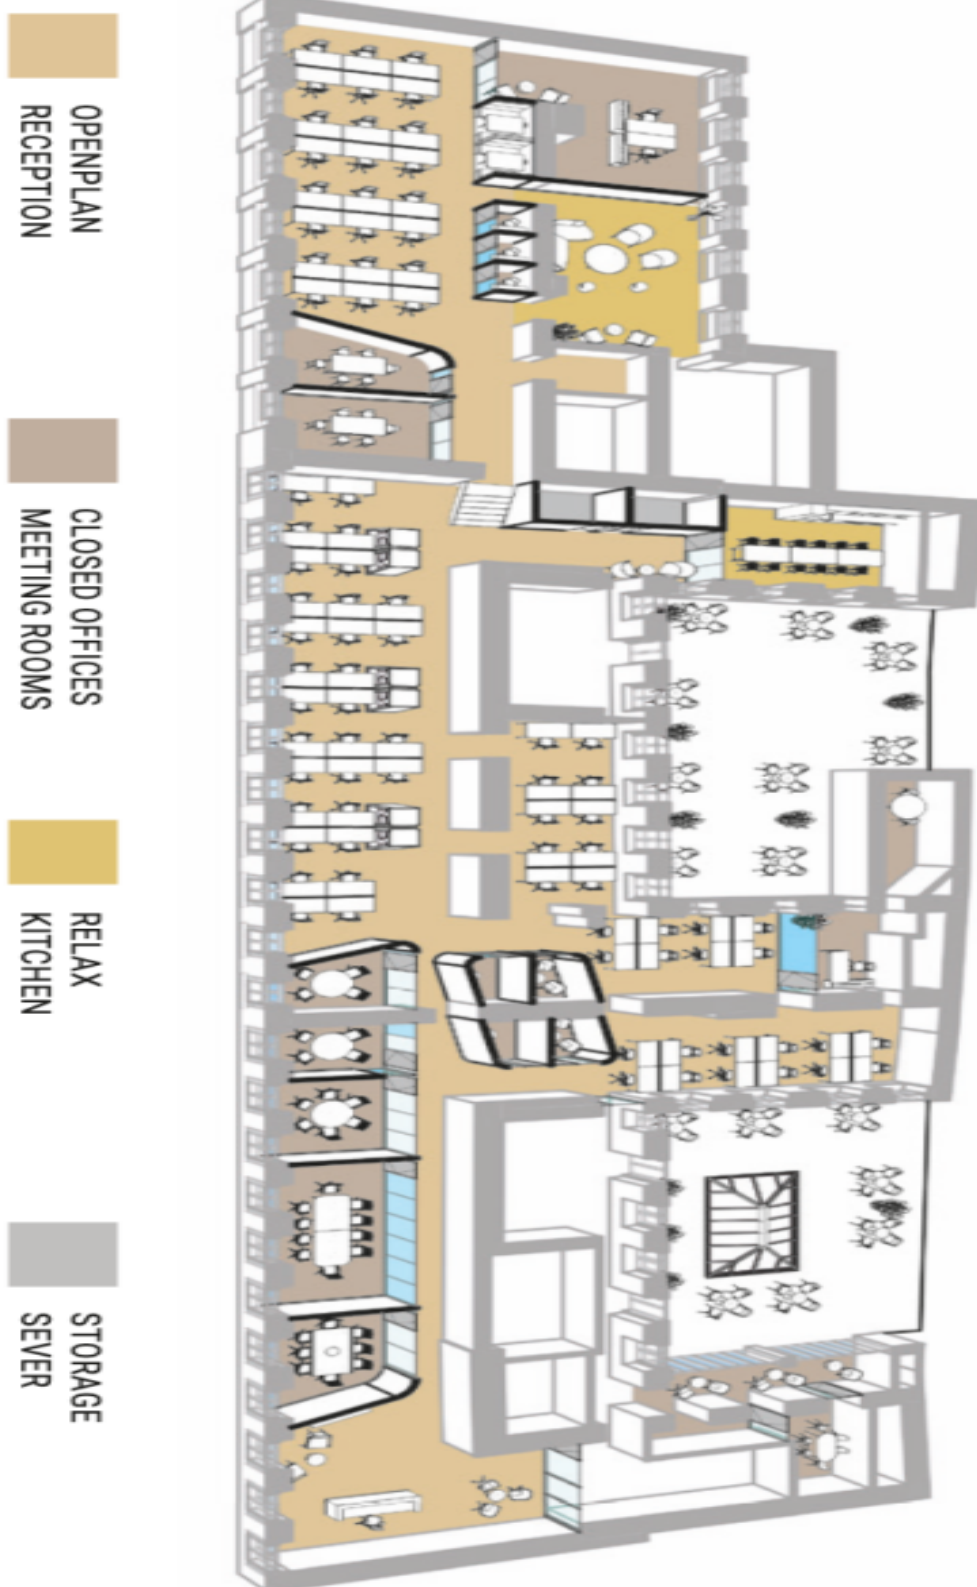 OPENPLAN
RECEPTION
CLOSED OFFICES
MEETING ROOMS
RELAX
KITCHEN
STORAGE
SEVER